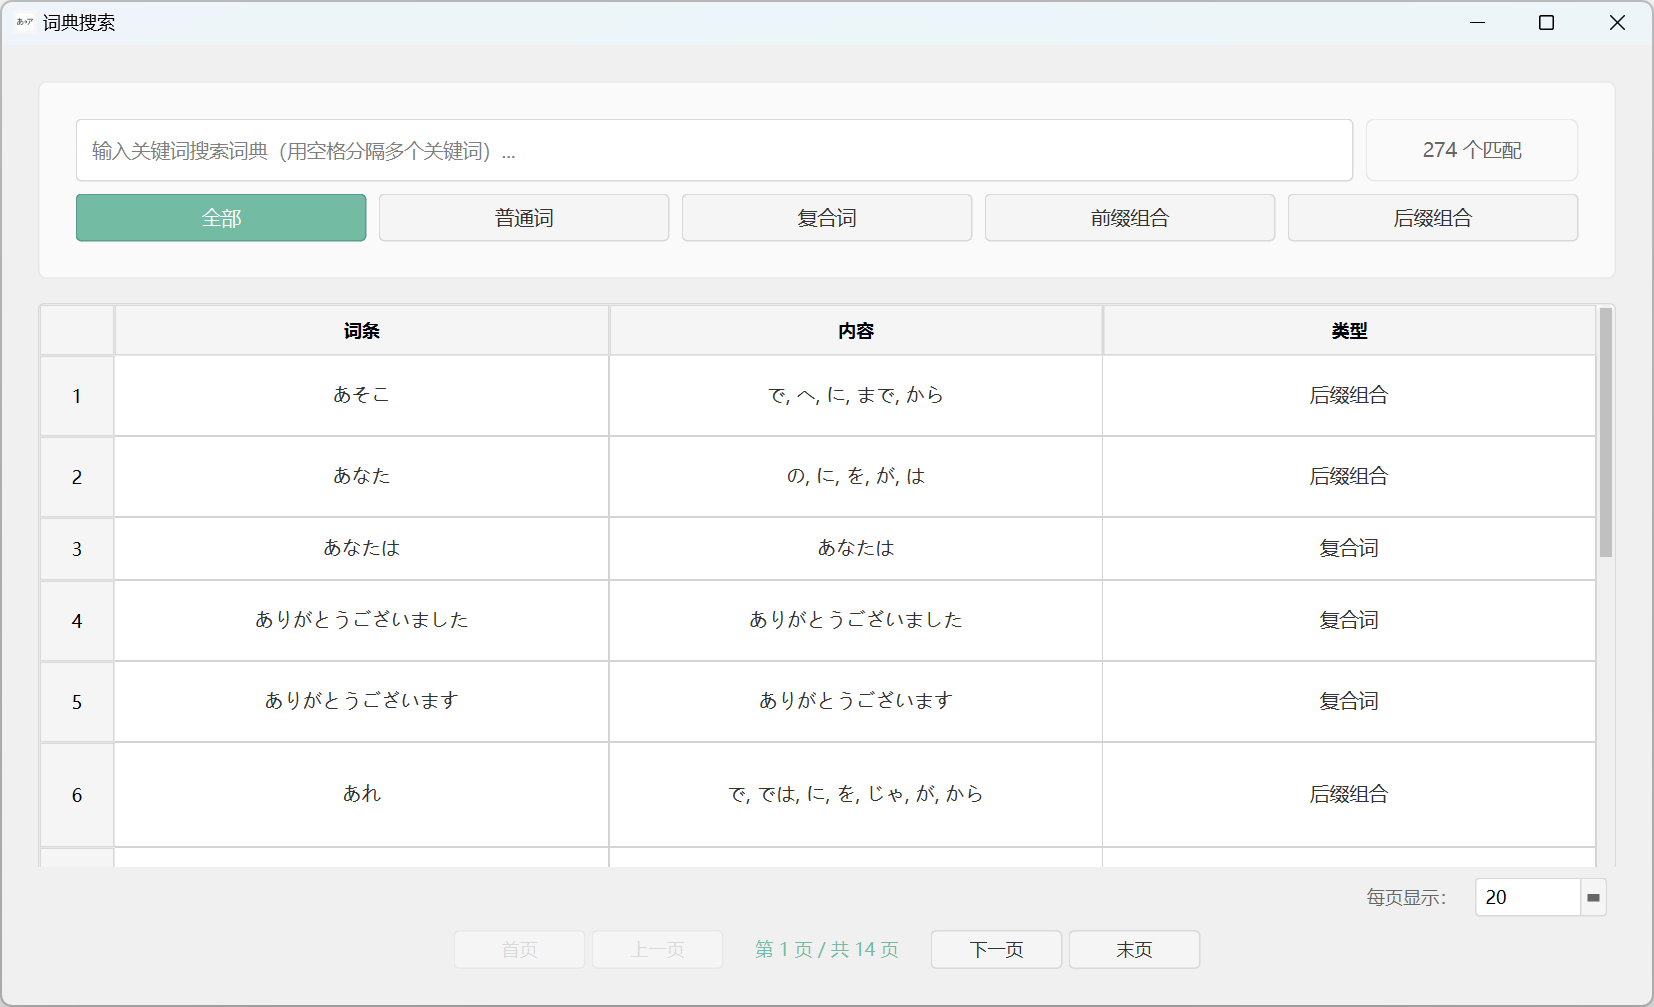 あ⇒ア 词典搜索
输入关键词搜索词典（用空格分隔多个关键词）...
274 个匹配
全部 普通词 复合词 前缀组合 后缀组合
词条 内容 类型
1 あそこ で, へ, に, まで, から 后缀组合
2 あなた の, に, を, が, は 后缀组合
3 あなたは あなたは 复合词
4 ありがとうございました ありがとうございました 复合词
5 ありがとうございます ありがとうございます 复合词
6 あれ で, では, に, を, じゃ, が, から 后缀组合
每页显示: 20
首页 上一页 第 1 页 / 共 14 页 下一页 末页